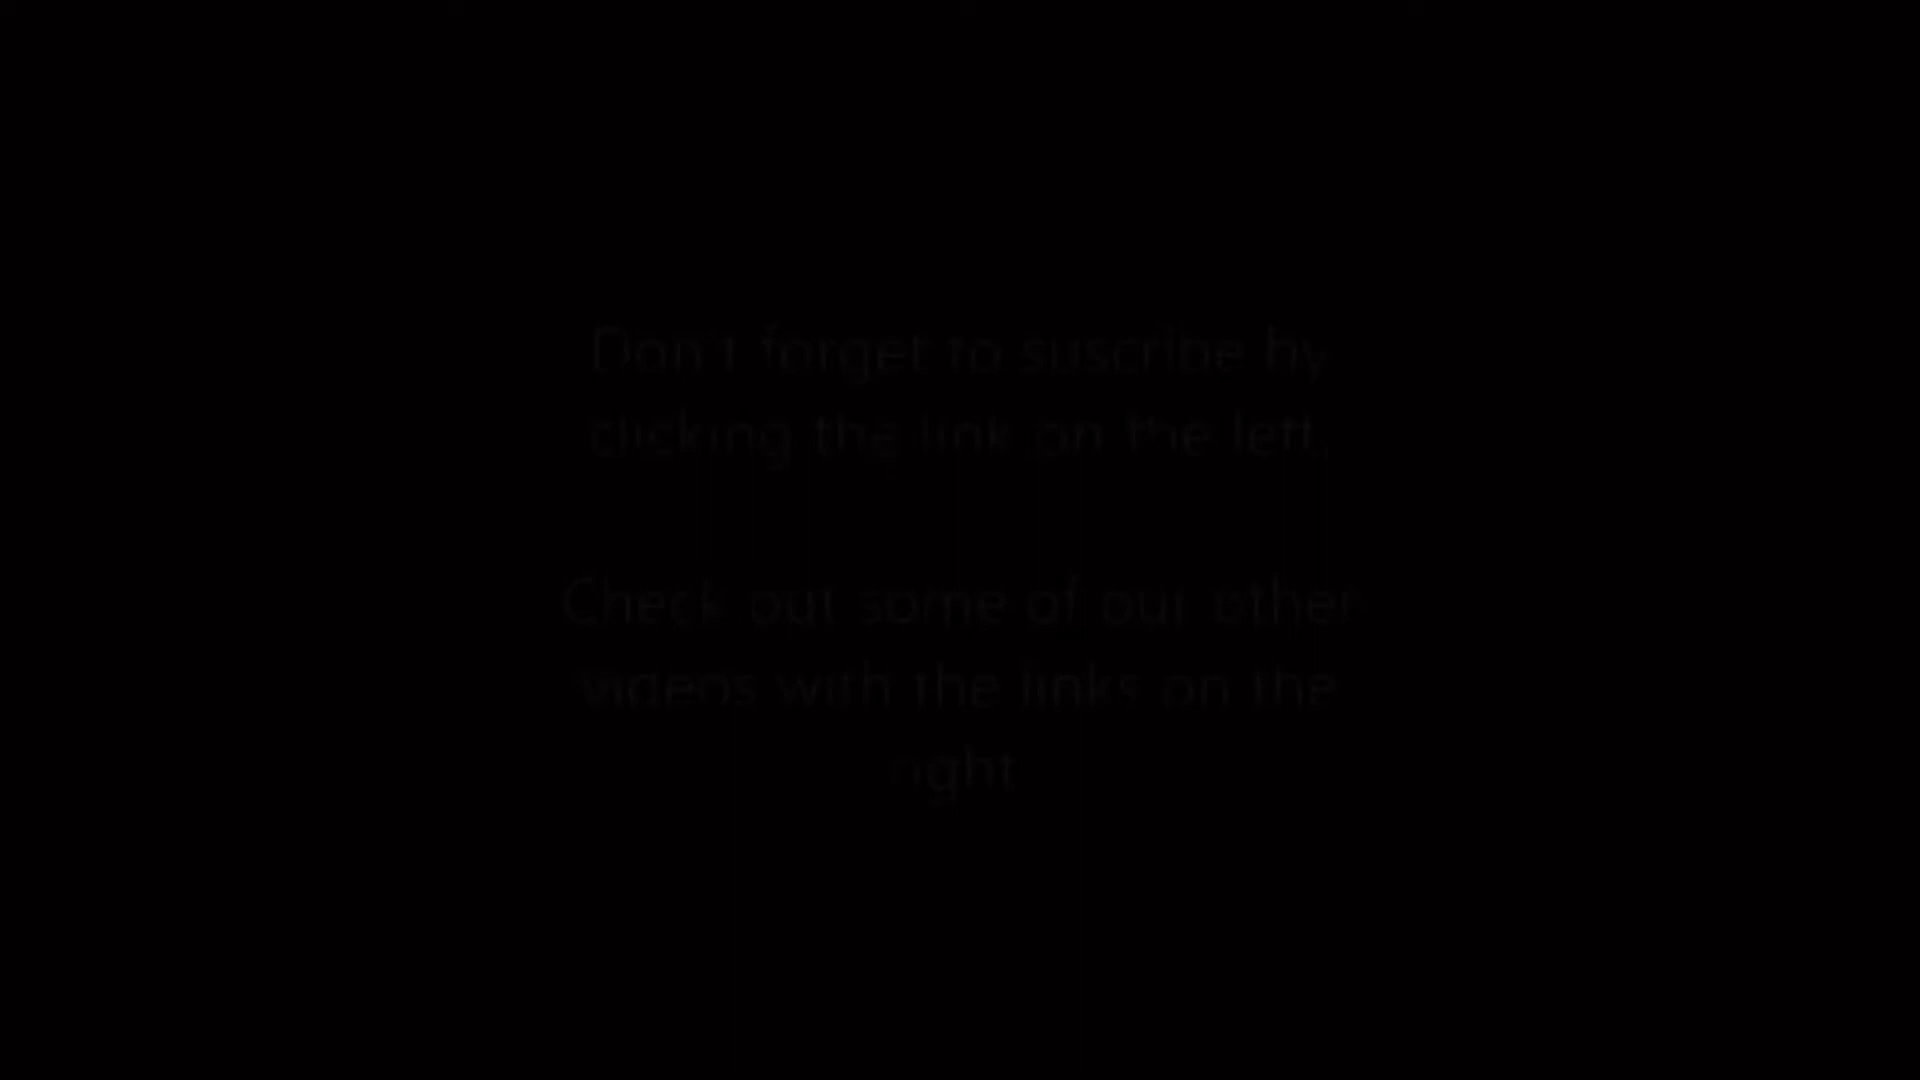 Don't forget to suscribe by
clicking the link on the left.
Check out some of our other
videos with the links on the
right